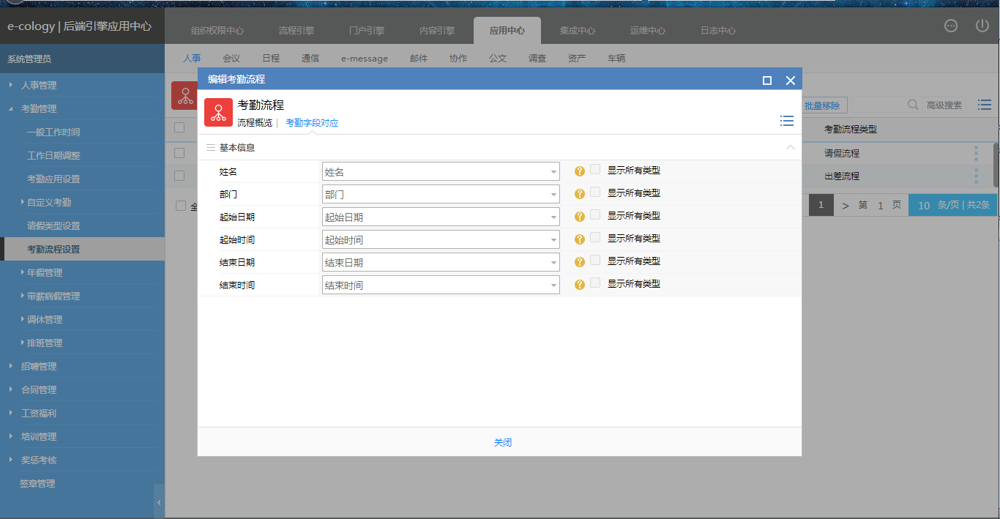 e-cology | 后端引擎应用中心
组织权限中心 流程引擎 门户引擎 内容引擎 应用中心 集成中心 运维中心 日志中心
系统管理员
人事 会议 日程 通信 e-message 邮件 协作 公文 调查 资产 车辆
人事管理
考勤管理
一般工作时间
工作日期调整
考勤应用设置
自定义考勤
请假类型设置
考勤流程设置
年假管理
带薪病假管理
调休管理
排班管理
招聘管理
合同管理
工资福利
培训管理
奖惩考核
签章管理
编辑考勤流程
考勤流程
流程概览 | 考勤字段对应
基本信息
姓名 姓名 ? 显示所有类型
部门 部门 ? 显示所有类型
起始日期 起始日期 ? 显示所有类型
起始时间 起始时间 ? 显示所有类型
结束日期 结束日期 ? 显示所有类型
结束时间 结束时间 ? 显示所有类型
关闭
批量移除 高级搜索
考勤流程类型
请假流程
出差流程
全
1 > 第 1 页 10 条/页 | 共2条